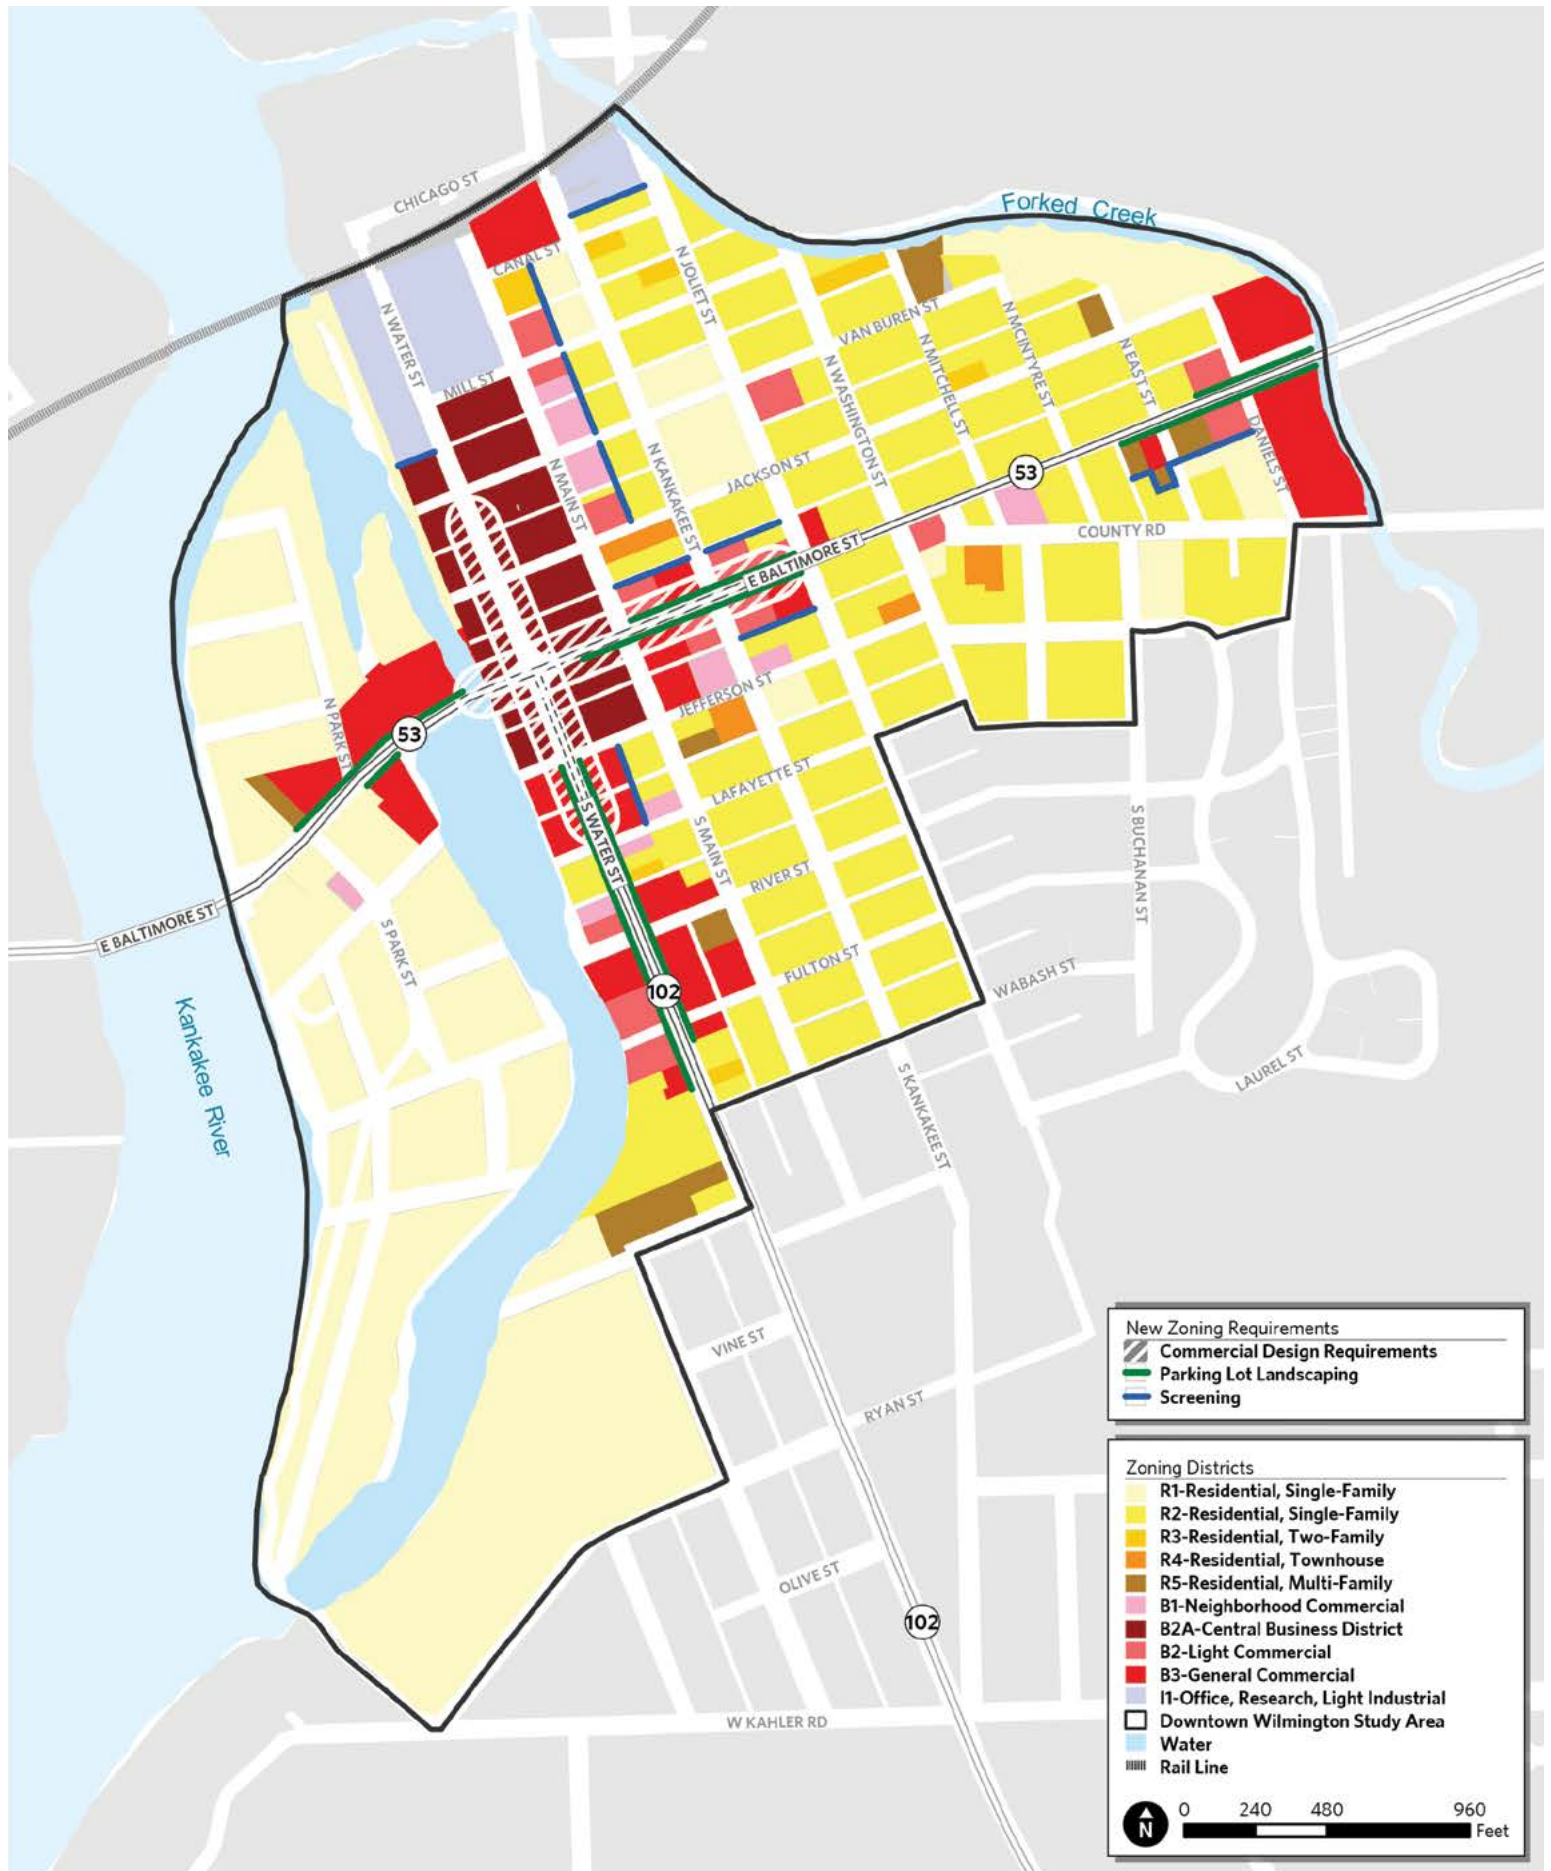 CHICAGO ST
Forked Creek
CANAL ST
N JOLIET ST
N WATER ST
VAN BUREN ST
N MCINTYRE ST
N MITCHELL ST
N EAST ST
N WASHINGTON ST
MILL ST
DANIELS ST
N KANKAKEE ST
N MAIN ST
JACKSON ST
53
COUNTY RD
E BALTIMORE ST
JEFFERSON ST
N PARK ST
53
LAFAYETTE ST
S WATER ST
S MAIN ST
S BUCHANAN ST
RIVER ST
E BALTIMORE ST
S PARK ST
FULTON ST
WABASH ST
102
Kankakee River
LAUREL ST
S KANKAKEE ST
VINE ST
RYAN ST
OLIVE ST
102
W KAHLER RD
New Zoning Requirements
Commercial Design Requirements
Parking Lot Landscaping
Screening
Zoning Districts
R1-Residential, Single-Family
R2-Residential, Single-Family
R3-Residential, Two-Family
R4-Residential, Townhouse
R5-Residential, Multi-Family
B1-Neighborhood Commercial
B2A-Central Business District
B2-Light Commercial
B3-General Commercial
I1-Office, Research, Light Industrial
Downtown Wilmington Study Area
Water
Rail Line
N
0 240 480 960
Feet